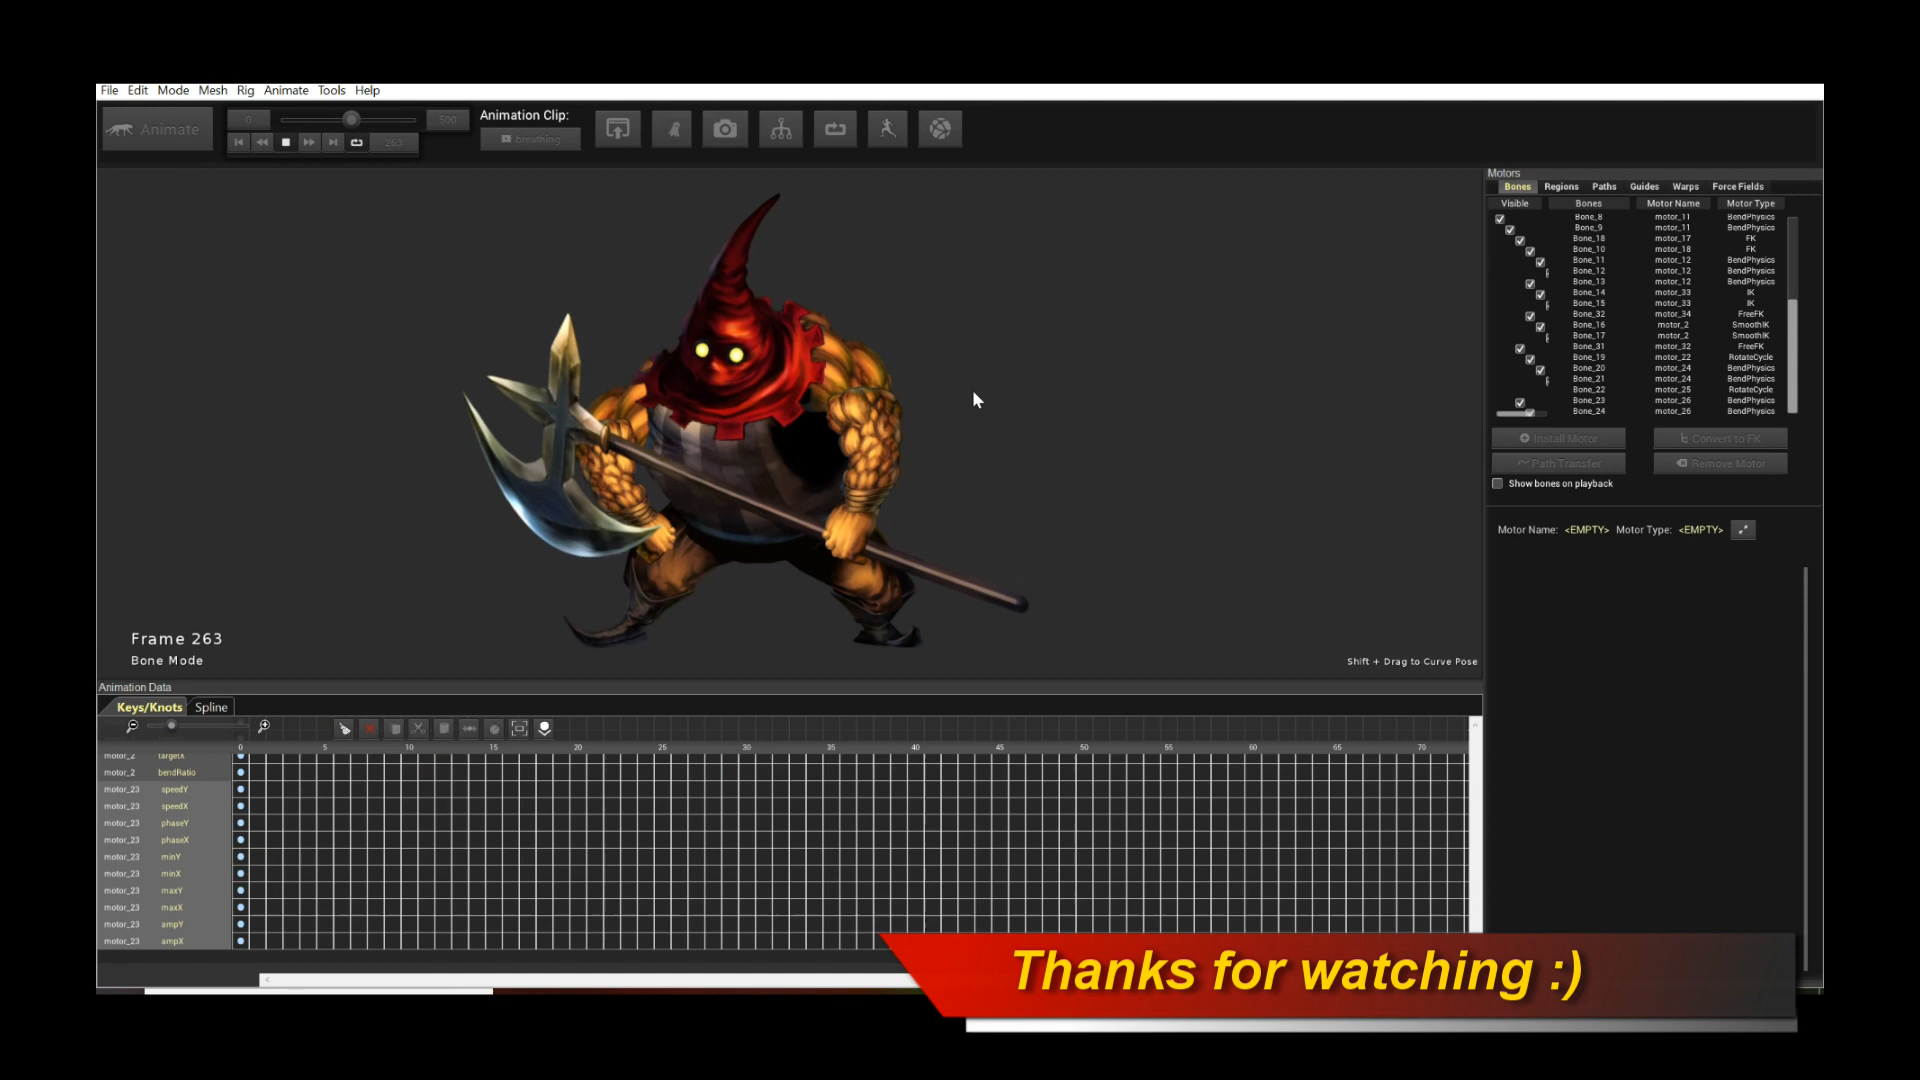 File Edit Mode Mesh Rig Animate Tools Help
Animate
0
500
263
Animation Clip:
breathing
Motors
Bones Regions Paths Guides Warps Force Fields
Visible Bones Motor Name Motor Type
Bone_8 motor_11 BendPhysics
Bone_9 motor_11 BendPhysics
Bone_18 motor_17 FK
Bone_10 motor_18 FK
Bone_11 motor_12 BendPhysics
Bone_12 motor_12 BendPhysics
Bone_13 motor_12 BendPhysics
Bone_14 motor_33 IK
Bone_15 motor_33 IK
Bone_32 motor_34 FreeFK
Bone_16 motor_2 SmoothIK
Bone_17 motor_2 SmoothIK
Bone_31 motor_32 FreeFK
Bone_19 motor_22 RotateCycle
Bone_20 motor_24 BendPhysics
Bone_21 motor_24 BendPhysics
Bone_22 motor_25 RotateCycle
Bone_23 motor_26 BendPhysics
Bone_24 motor_26 BendPhysics
Install Motor Convert to FK
Path Transfer Remove Motor
Show bones on playback
Motor Name: <EMPTY> Motor Type: <EMPTY>
Frame 263
Bone Mode
Shift + Drag to Curve Pose
Animation Data
Keys/Knots Spline
0 5 10 15 20 25 30 35 40 45 50 55 60 65 70
motor_2 targetX
motor_2 bendRatio
motor_23 speedY
motor_23 speedX
motor_23 phaseY
motor_23 phaseX
motor_23 minY
motor_23 minX
motor_23 maxY
motor_23 maxX
motor_23 ampY
motor_23 ampX
Thanks for watching :)